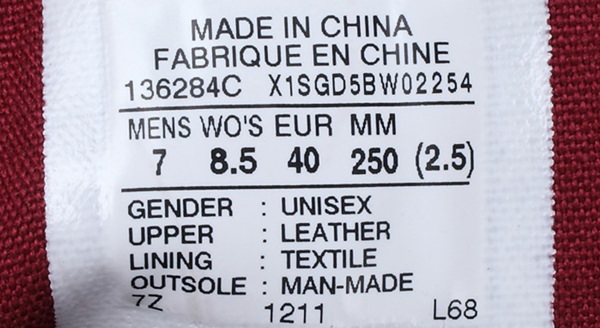 MADE IN CHINA
FABRIQUE EN CHINE
136284C X1SGD5BW02254
MENS WO'S EUR MM
7 8.5 40 250 (2.5)
GENDER : UNISEX
UPPER : LEATHER
LINING : TEXTILE
OUTSOLE : MAN-MADE
7Z 1211 L68